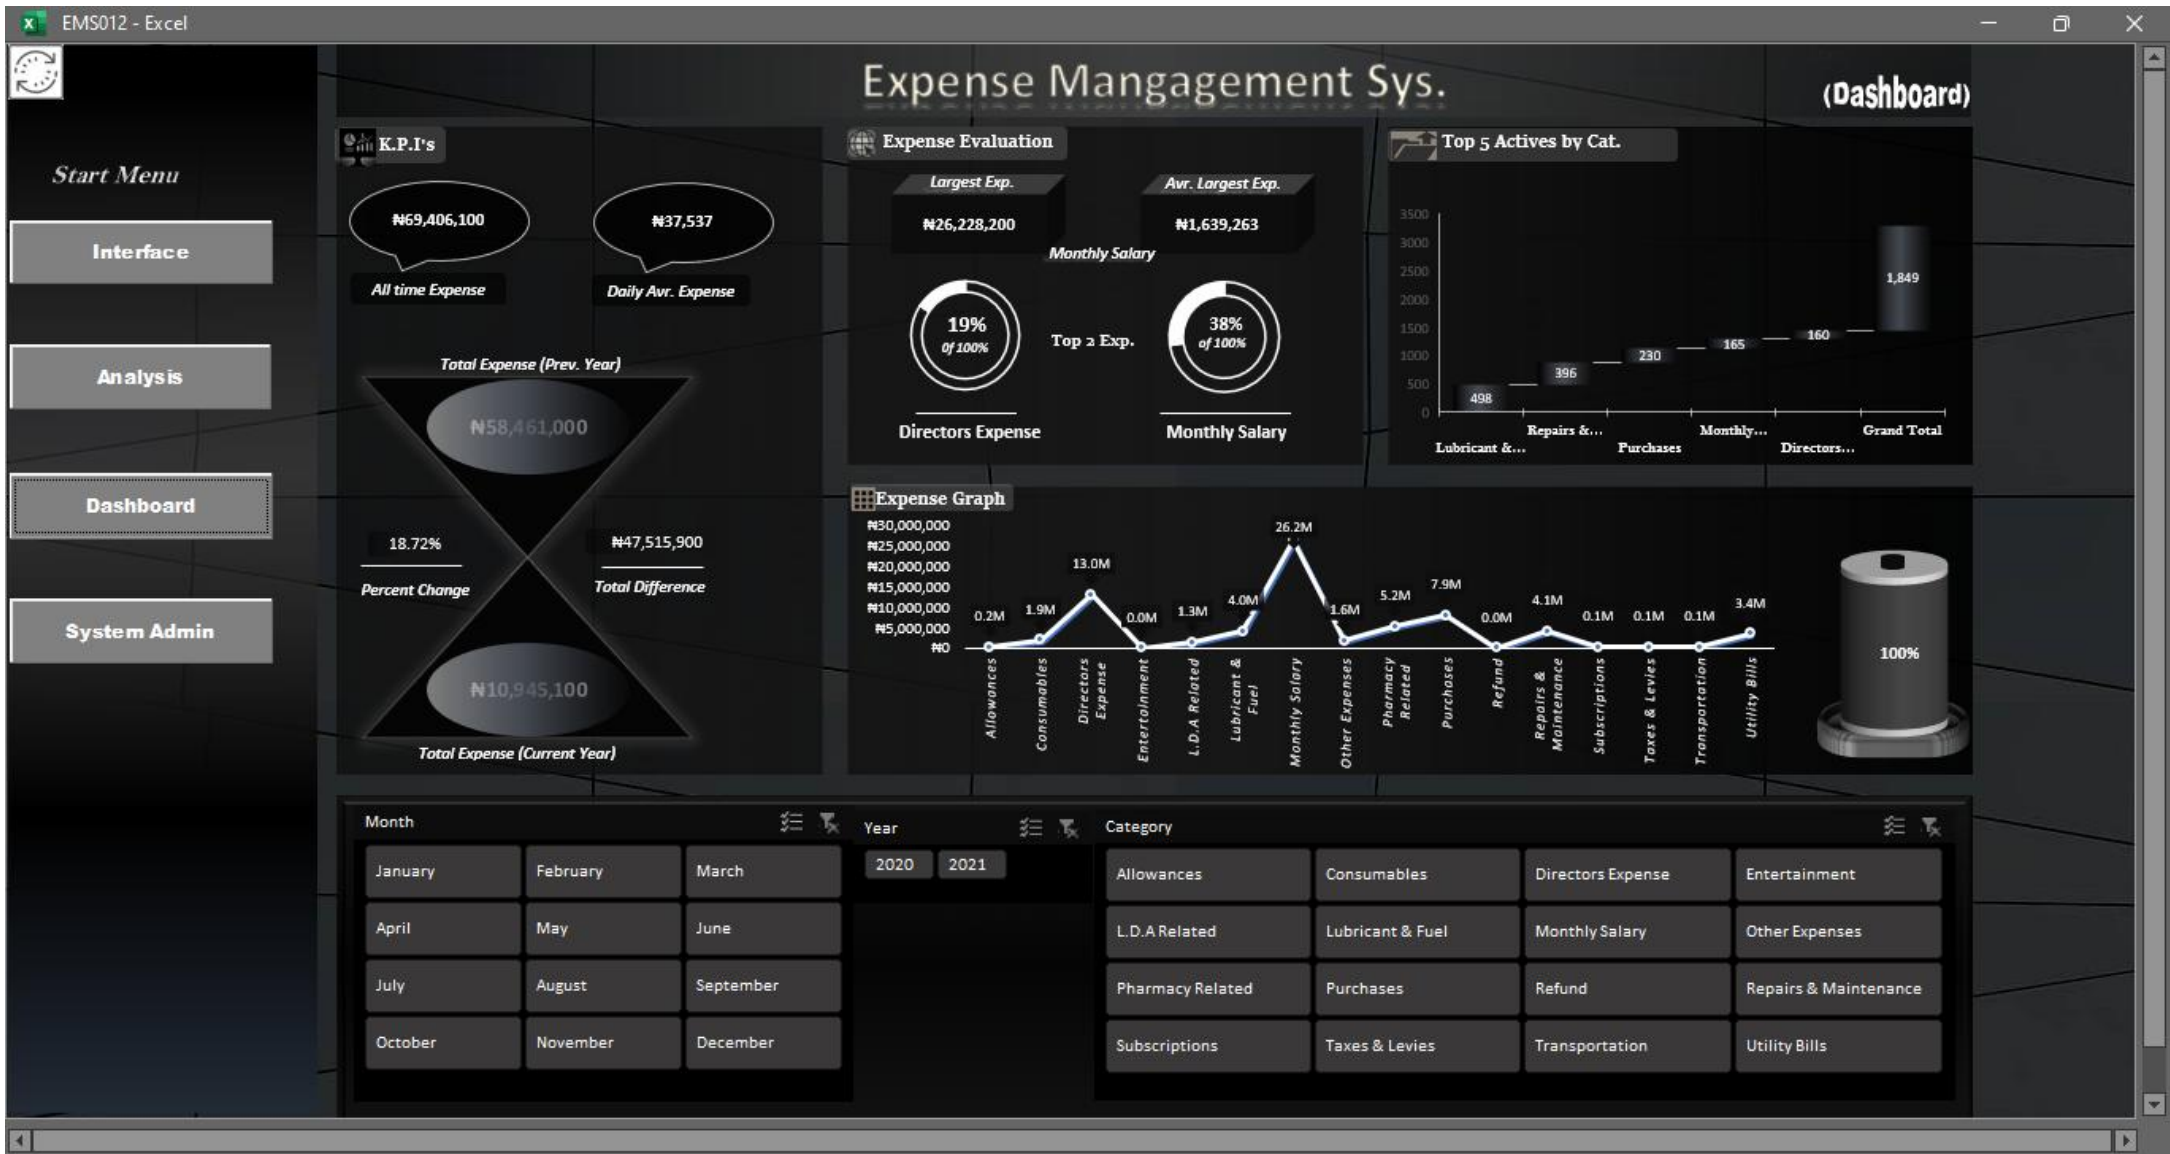 EMS012 - Excel
Expense Mangagement Sys.
(Dashboard)
Start Menu
Interface
Analysis
Dashboard
System Admin
K.P.I's
₦69,406,100
₦37,537
All time Expense
Daily Avr. Expense
Total Expense (Prev. Year)
₦58,461,000
18.72%
₦47,515,900
Percent Change
Total Difference
₦10,945,100
Total Expense (Current Year)
Expense Evaluation
Largest Exp.
Avr. Largest Exp.
₦26,228,200
₦1,639,263
Monthly Salary
19%
0f 100%
Top 2 Exp.
38%
of 100%
Directors Expense
Monthly Salary
Top 5 Actives by Cat.
3500
3000
2500
2000
1500
1000
500
0
498
396
230
165
160
1,849
Lubricant &...
Repairs &...
Purchases
Monthly...
Directors...
Grand Total
Expense Graph
₦30,000,000
₦25,000,000
₦20,000,000
₦15,000,000
₦10,000,000
₦5,000,000
₦0
0.2M
1.9M
13.0M
0.0M
1.3M
4.0M
26.2M
1.6M
5.2M
7.9M
0.0M
4.1M
0.1M
0.1M
0.1M
3.4M
Allowances
Consumables
Directors
Expense
Entertainment
L.D.A Related
Lubricant &
Fuel
Monthly Salary
Other Expenses
Pharmacy
Related
Purchases
Refund
Repairs &
Maintenance
Subscriptions
Taxes & Levies
Transportation
Utility Bills
100%
Month
January
February
March
April
May
June
July
August
September
October
November
December
Year
2020
2021
Category
Allowances
Consumables
Directors Expense
Entertainment
L.D.A Related
Lubricant & Fuel
Monthly Salary
Other Expenses
Pharmacy Related
Purchases
Refund
Repairs & Maintenance
Subscriptions
Taxes & Levies
Transportation
Utility Bills